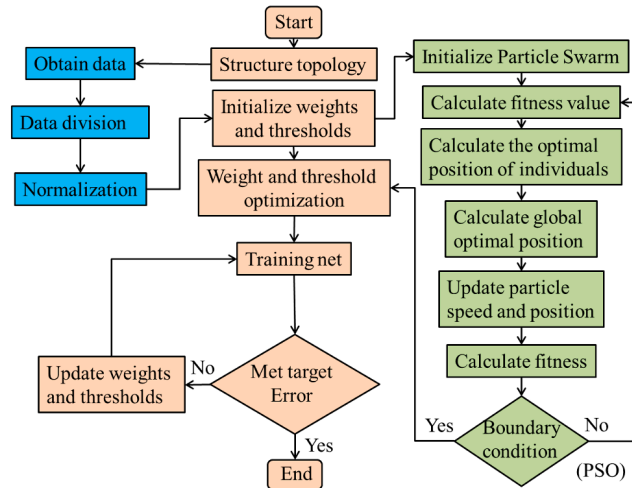 Start
Structure topology
Obtain data
Data division
Normalization
Initialize weights
and thresholds
Weight and threshold
optimization
Training net
Met target
Error
No
Update weights
and thresholds
Yes
End
Initialize Particle Swarm
Calculate fitness value
Calculate the optimal
position of individuals
Calculate global
optimal position
Update particle
speed and position
Calculate fitness
Boundary
condition
Yes
No
(PSO)